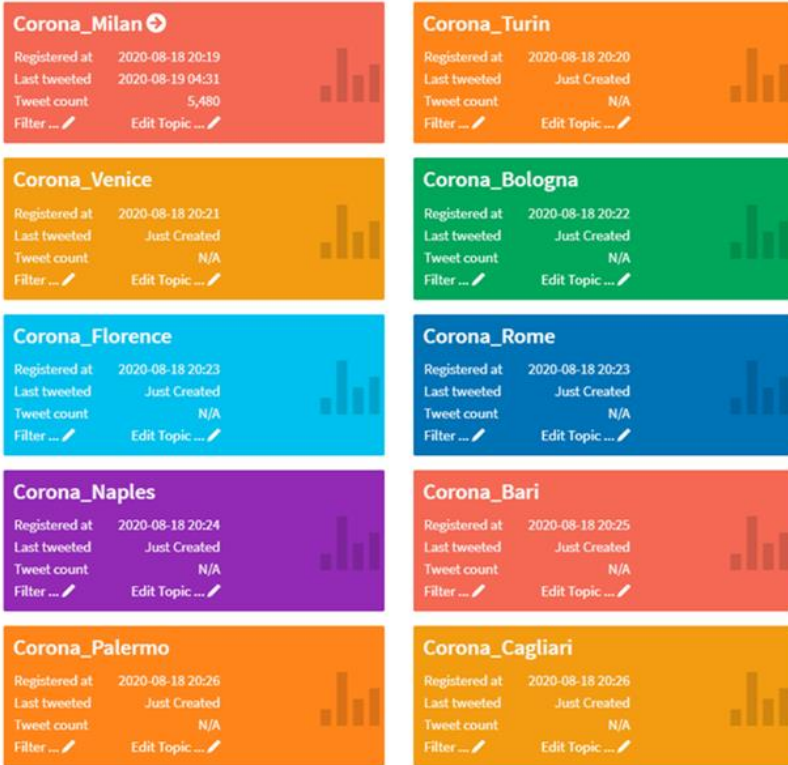 Corona_Milan
Registered at 2020-08-18 20:19
Last tweeted 2020-08-19 04:31
Tweet count 5,480
Filter ... Edit Topic ...
Corona_Turin
Registered at 2020-08-18 20:20
Last tweeted Just Created
Tweet count N/A
Filter ... Edit Topic ...
Corona_Venice
Registered at 2020-08-18 20:21
Last tweeted Just Created
Tweet count N/A
Filter ... Edit Topic ...
Corona_Bologna
Registered at 2020-08-18 20:22
Last tweeted Just Created
Tweet count N/A
Filter ... Edit Topic ...
Corona_Florence
Registered at 2020-08-18 20:23
Last tweeted Just Created
Tweet count N/A
Filter ... Edit Topic ...
Corona_Rome
Registered at 2020-08-18 20:23
Last tweeted Just Created
Tweet count N/A
Filter ... Edit Topic ...
Corona_Naples
Registered at 2020-08-18 20:24
Last tweeted Just Created
Tweet count N/A
Filter ... Edit Topic ...
Corona_Bari
Registered at 2020-08-18 20:25
Last tweeted Just Created
Tweet count N/A
Filter ... Edit Topic ...
Corona_Palermo
Registered at 2020-08-18 20:26
Last tweeted Just Created
Tweet count N/A
Filter ... Edit Topic ...
Corona_Cagliari
Registered at 2020-08-18 20:26
Last tweeted Just Created
Tweet count N/A
Filter ... Edit Topic ...